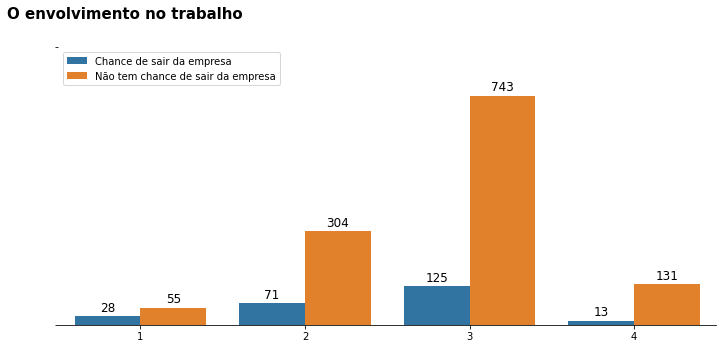 O envolvimento no trabalho
Chance de sair da empresa
Não tem chance de sair da empresa
743
304
125
131
71
55
28
13
1 2 3 4